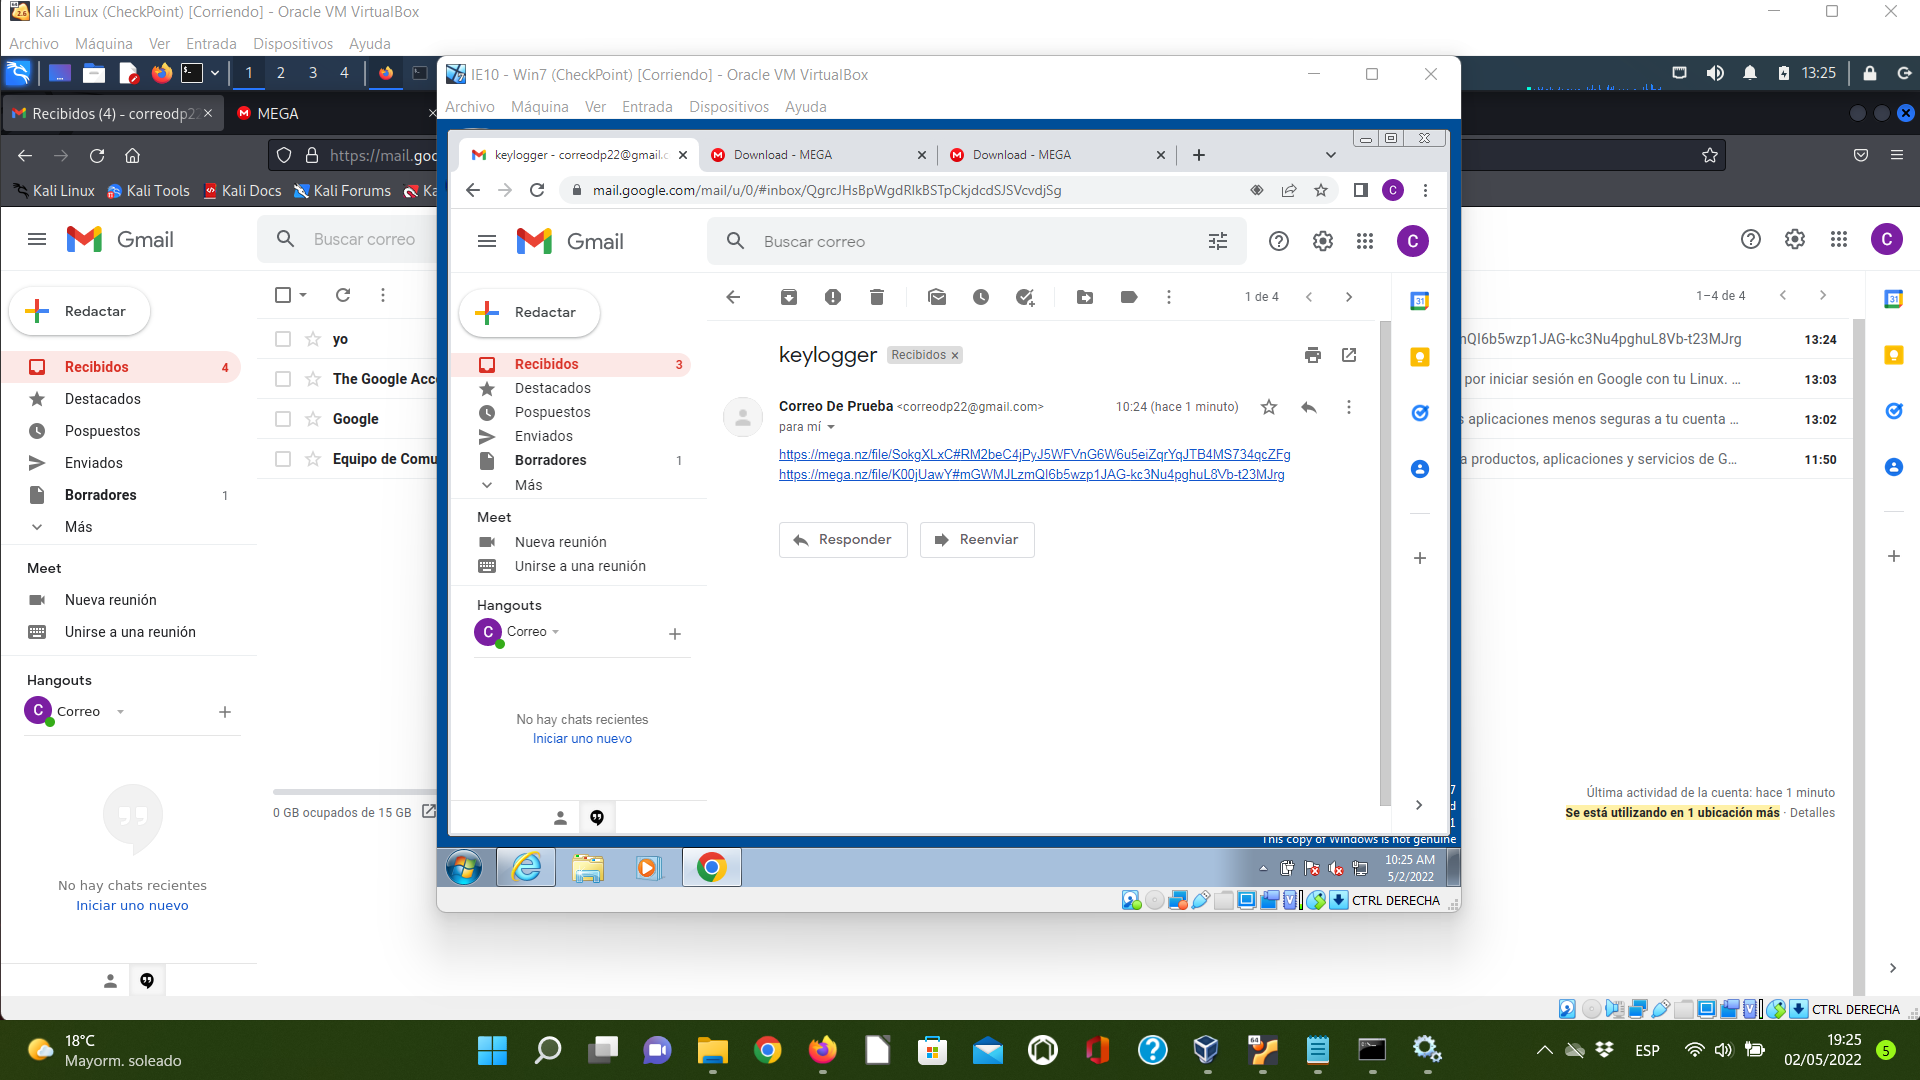 Kali Linux (CheckPoint) [Corriendo] - Oracle VM VirtualBox
Archivo Máquina Ver Entrada Dispositivos Ayuda
1 2 3 4
13:25
Recibidos (4) - correodp22
MEGA
https://mail.goo
Kali Linux Kali Tools Kali Docs Kali Forums Ka
Gmail
Buscar correo
C
Redactar
1–4 de 4
Recibidos 4
Destacados
Pospuestos
Enviados
Borradores 1
Más
Meet
Nueva reunión
Unirse a una reunión
Hangouts
C Correo
No hay chats recientes
Iniciar uno nuevo
yo
nQI6b5wzp1JAG-kc3Nu4pghuL8Vb-t23MJrg 13:24
The Google Acc
por iniciar sesión en Google con tu Linux. ... 13:03
Google
s aplicaciones menos seguras a tu cuenta ... 13:02
Equipo de Comu
a productos, aplicaciones y servicios de G... 11:50
0 GB ocupados de 15 GB
Última actividad de la cuenta: hace 1 minuto
Se está utilizando en 1 ubicación más · Detalles
CTRL DERECHA
IE10 - Win7 (CheckPoint) [Corriendo] - Oracle VM VirtualBox
Archivo Máquina Ver Entrada Dispositivos Ayuda
keylogger - correodp22@gmail.c
Download - MEGA
Download - MEGA
mail.google.com/mail/u/0/#inbox/QgrcJHsBpWgdRlkBSTpCkjdcdSJSVcvdjSg
C
Gmail
Buscar correo
C
Redactar
1 de 4
Recibidos 3
Destacados
Pospuestos
Enviados
Borradores 1
Más
Meet
Nueva reunión
Unirse a una reunión
Hangouts
C Correo
No hay chats recientes
Iniciar uno nuevo
keylogger Recibidos x
Correo De Prueba <correodp22@gmail.com> 10:24 (hace 1 minuto)
para mí
https://mega.nz/file/SokgXLxC#RM2beC4jPyJ5WFVnG6W6u5eiZqrYqJTB4MS734qcZFg
https://mega.nz/file/K00jUawY#mGWMJLzmQI6b5wzp1JAG-kc3Nu4pghuL8Vb-t23MJrg
Responder Reenviar
31
31
7
d
1
This copy of Windows is not genuine
10:25 AM
5/2/2022
CTRL DERECHA
18°C
Mayorm. soleado
64
ESP
19:25
02/05/2022
5